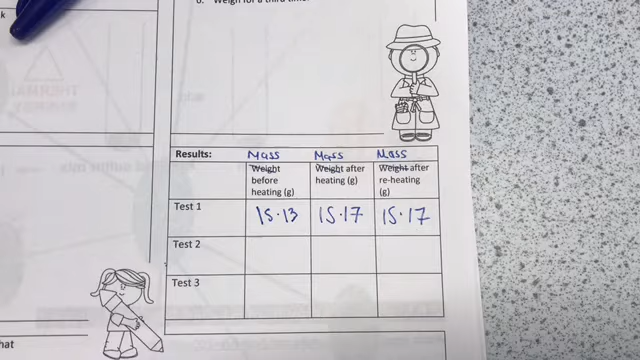 6. Weigh for a third time.
Results:
Mass Mass Mass
Weight before heating (g)
Weight after heating (g)
Weight after re-heating (g)
Test 1 15.13 15.17 15.17
Test 2
Test 3
hat